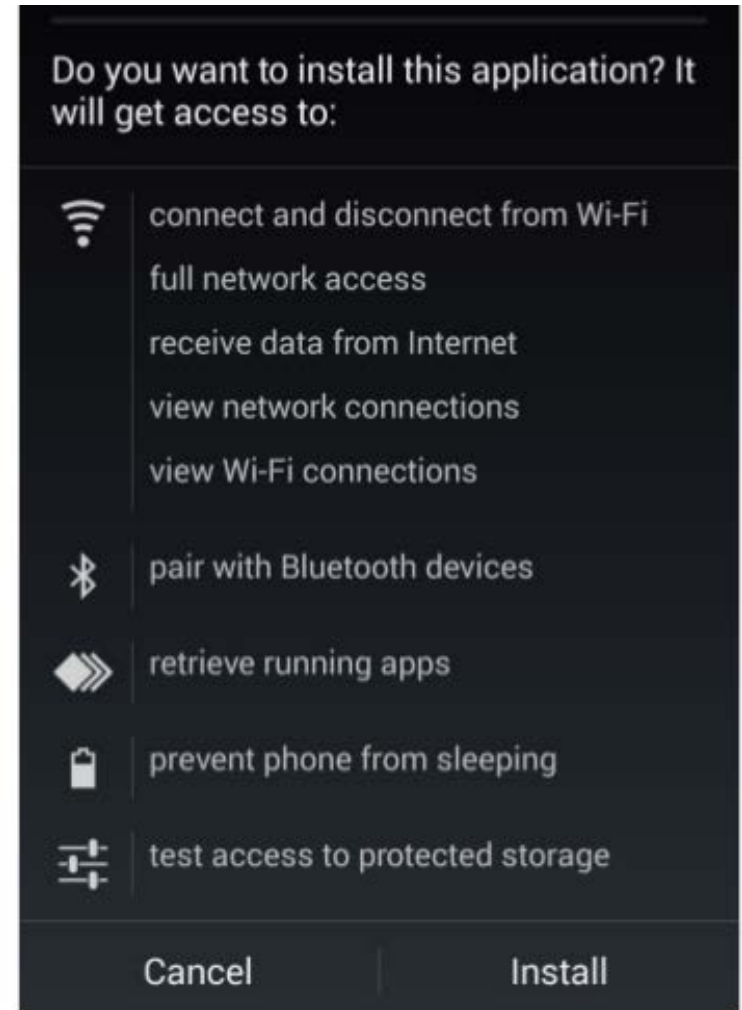 Do you want to install this application? It
will get access to:
connect and disconnect from Wi-Fi
full network access
receive data from Internet
view network connections
view Wi-Fi connections
pair with Bluetooth devices
retrieve running apps
prevent phone from sleeping
test access to protected storage
Cancel
Install